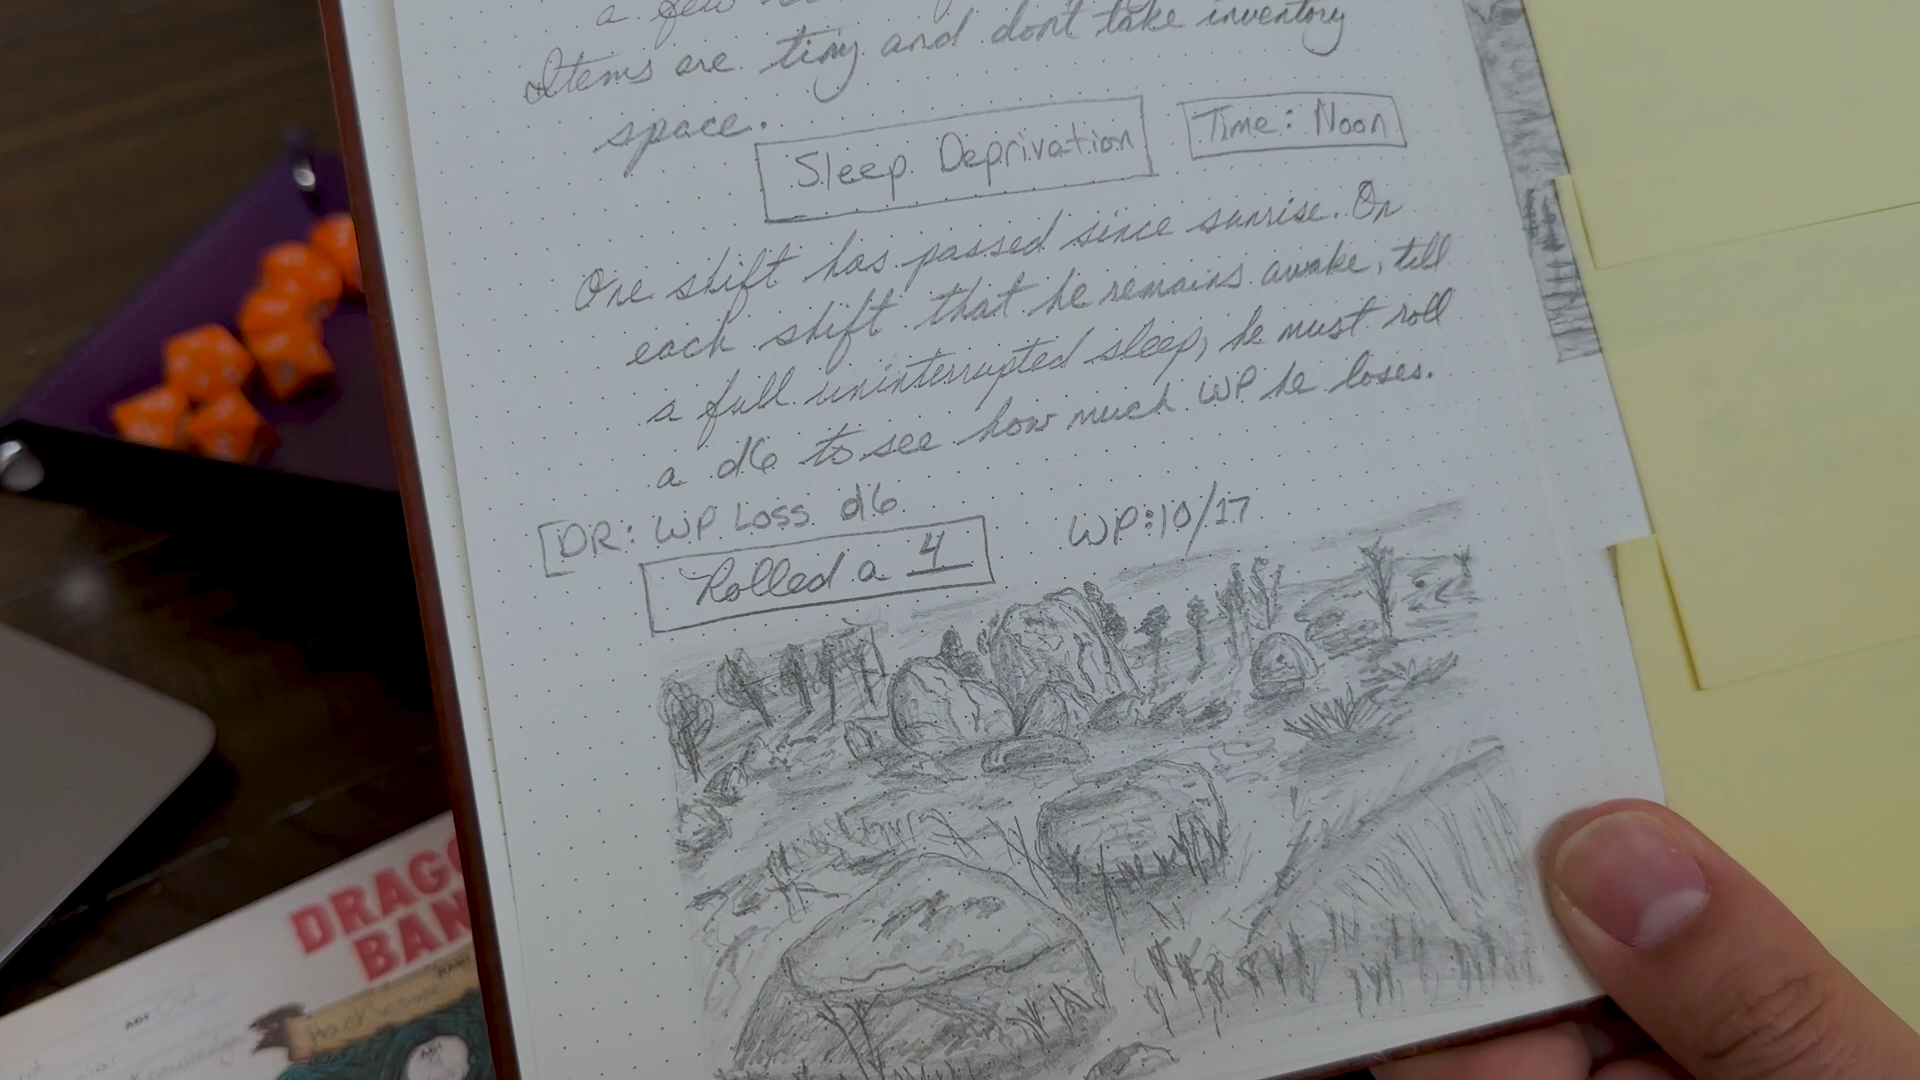 a few
Items are tiny and don't take inventory
space.
Sleep Deprivation
Time: Noon
One shift has passed since sunrise. On
each shift that he remains awake, till
a full uninterrupted sleep, he must roll
a d6 to see how much WP he loses.
DR: WP Loss d6
WP: 10/17
Rolled a 4
DRAGO
BAN